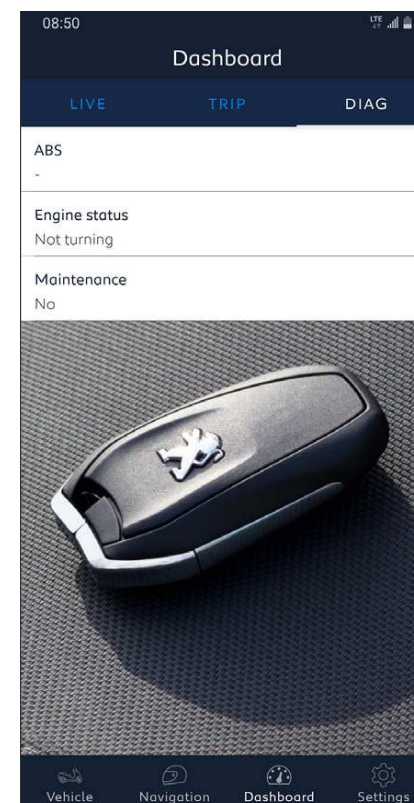 08:50
LTE
Dashboard
LIVE TRIP DIAG
ABS
-
Engine status
Not turning
Maintenance
No
Vehicle Navigation Dashboard Settings